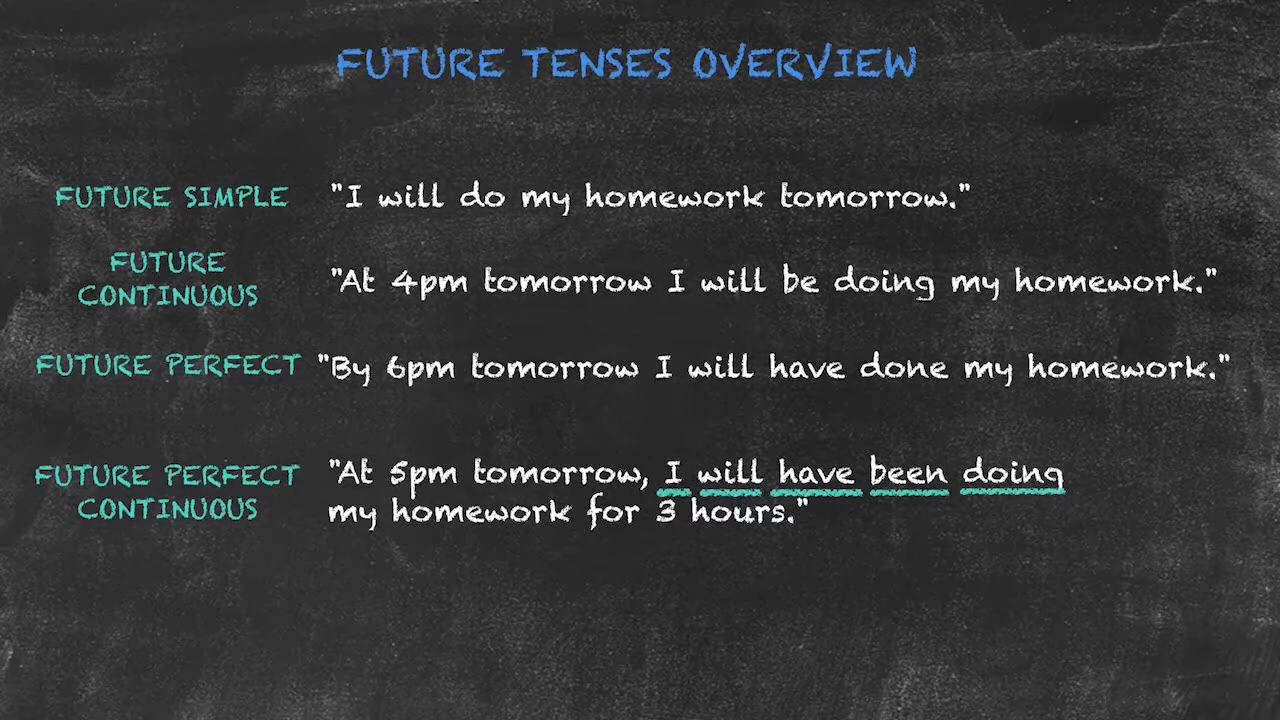 FUTURE TENSES OVERVIEW
FUTURE SIMPLE "I will do my homework tomorrow."
FUTURE
CONTINUOUS
"At 4pm tomorrow I will be doing my homework."
FUTURE PERFECT "By 6pm tomorrow I will have done my homework."
FUTURE PERFECT
CONTINUOUS
"At 5pm tomorrow, I will have been doing
my homework for 3 hours."